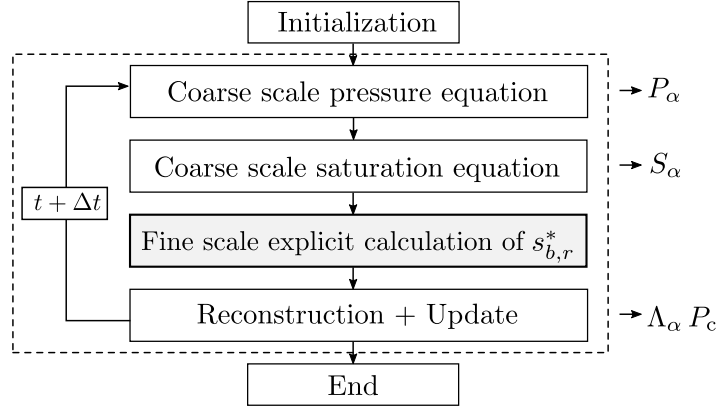 Initialization
Coarse scale pressure equation
P_α
Coarse scale saturation equation
S_α
t + Δt
Fine scale explicit calculation of s*_{b,r}
Reconstruction + Update
Λ_α P_c
End